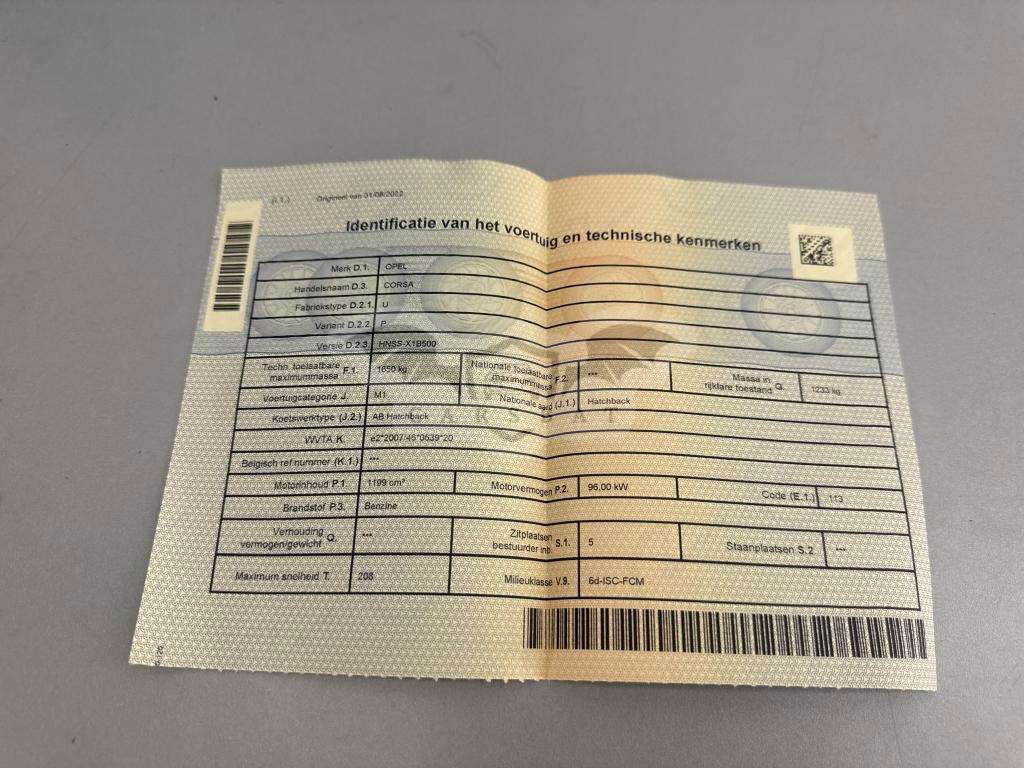 (I.1.) Origineel van 31/08/2022
Identificatie van het voertuig en technische kenmerken
Merk D.1. OPEL
Handelsnaam D.3. CORSA
Fabriekstype D.2.1. U
Variant D.2.2. P
Versie D.2.3. HNSS-X1B500
Techn. toelaatbare maximummassa F.1. 1650 kg Nationale toelaatbare maximummassa F.2. --- Massa in rijklare toestand G. 1233 kg
Voertuigcategorie J. M1 Nationale aard (J.1.) Hatchback
Koetswerktype (J.2.) AB Hatchback
WVTA K. e2*2007/46*0639*20
Belgisch ref.nummer (K.1.) ---
Motorinhoud P.1. 1199 cm³ Motorvermogen P.2. 96,00 kW Code (E.1.) 113
Brandstof P.3. Benzine
Verhouding vermogen/gewicht Q. --- Zitplaatsen bestuurder inb. S.1. 5 Staanplaatsen S.2. ---
Maximum snelheid T. 208 Milieuklasse V.9. 6d-ISC-FCM